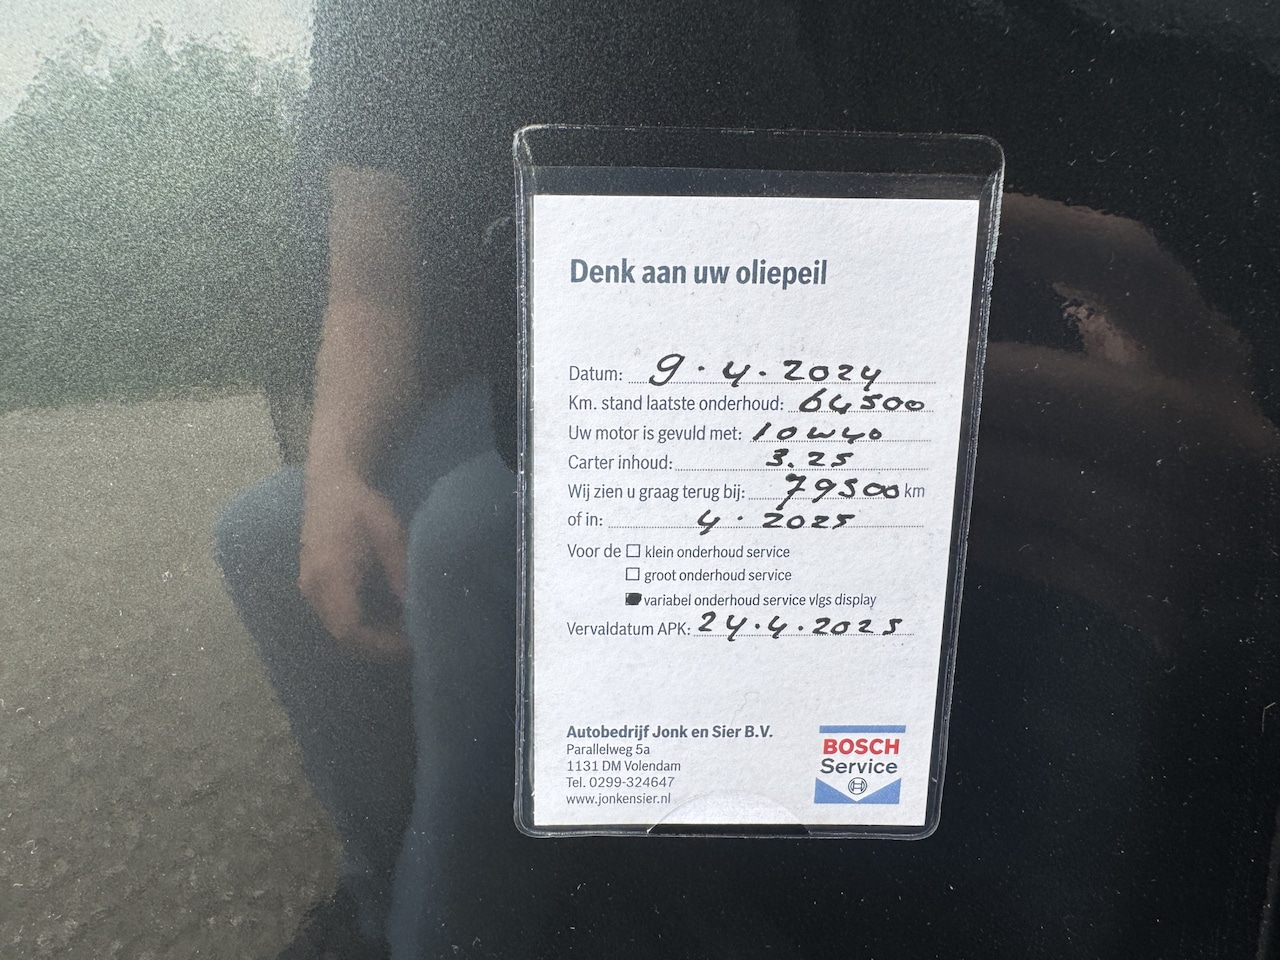 Denk aan uw oliepeil
Datum: 9.4.2024
Km. stand laatste onderhoud: 64500
Uw motor is gevuld met: 10W40
Carter inhoud: 3.25
Wij zien u graag terug bij: 79500 km
of in: 4.2025
Voor de klein onderhoud service
groot onderhoud service
variabel onderhoud service vlgs display
Vervaldatum APK: 24.4.2025
Autobedrijf Jonk en Sier B.V.
Parallelweg 5a
1131 DM Volendam
Tel. 0299-324647
www.jonkensier.nl
BOSCH
Service